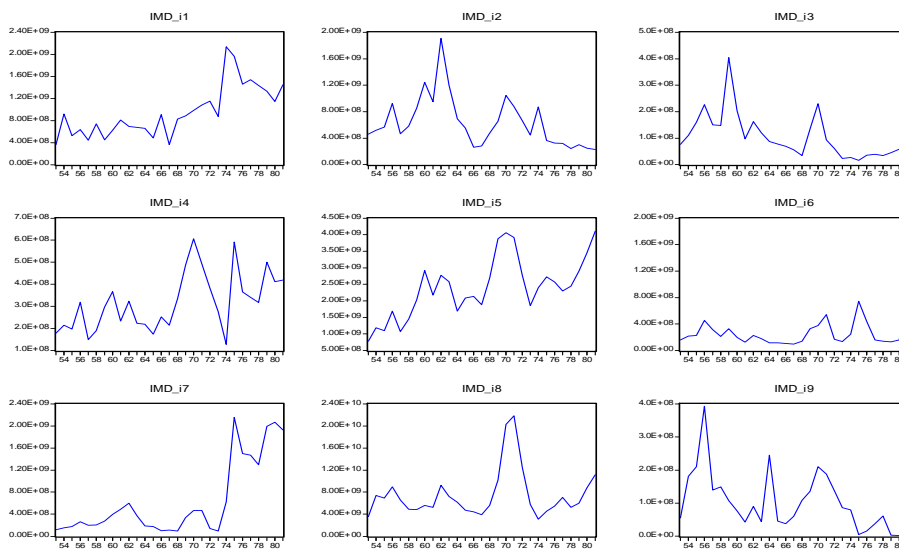 IMD_i1
2.40E+09
2.00E+09
1.60E+09
1.20E+09
8.00E+08
4.00E+08
0.00E+00
54 56 58 60 62 64 66 68 70 72 74 76 78 80
IMD_i2
2.00E+09
1.60E+09
1.20E+09
8.00E+08
4.00E+08
0.00E+00
54 56 58 60 62 64 66 68 70 72 74 76 78 80
IMD_i3
5.0E+08
4.0E+08
3.0E+08
2.0E+08
1.0E+08
0.0E+00
54 56 58 60 62 64 66 68 70 72 74 76 78 80
IMD_i4
7.0E+08
6.0E+08
5.0E+08
4.0E+08
3.0E+08
2.0E+08
1.0E+08
54 56 58 60 62 64 66 68 70 72 74 76 78 80
IMD_i5
4.50E+09
4.00E+09
3.50E+09
3.00E+09
2.50E+09
2.00E+09
1.50E+09
1.00E+09
5.00E+08
54 56 58 60 62 64 66 68 70 72 74 76 78 80
IMD_i6
2.00E+09
1.60E+09
1.20E+09
8.00E+08
4.00E+08
0.00E+00
54 56 58 60 62 64 66 68 70 72 74 76 78 80
IMD_i7
2.40E+09
2.00E+09
1.60E+09
1.20E+09
8.00E+08
4.00E+08
0.00E+00
54 56 58 60 62 64 66 68 70 72 74 76 78 80
IMD_i8
2.40E+10
2.00E+10
1.60E+10
1.20E+10
8.00E+09
4.00E+09
0.00E+00
54 56 58 60 62 64 66 68 70 72 74 76 78 80
IMD_i9
4.0E+08
3.0E+08
2.0E+08
1.0E+08
0.0E+00
54 56 58 60 62 64 66 68 70 72 74 76 78 80